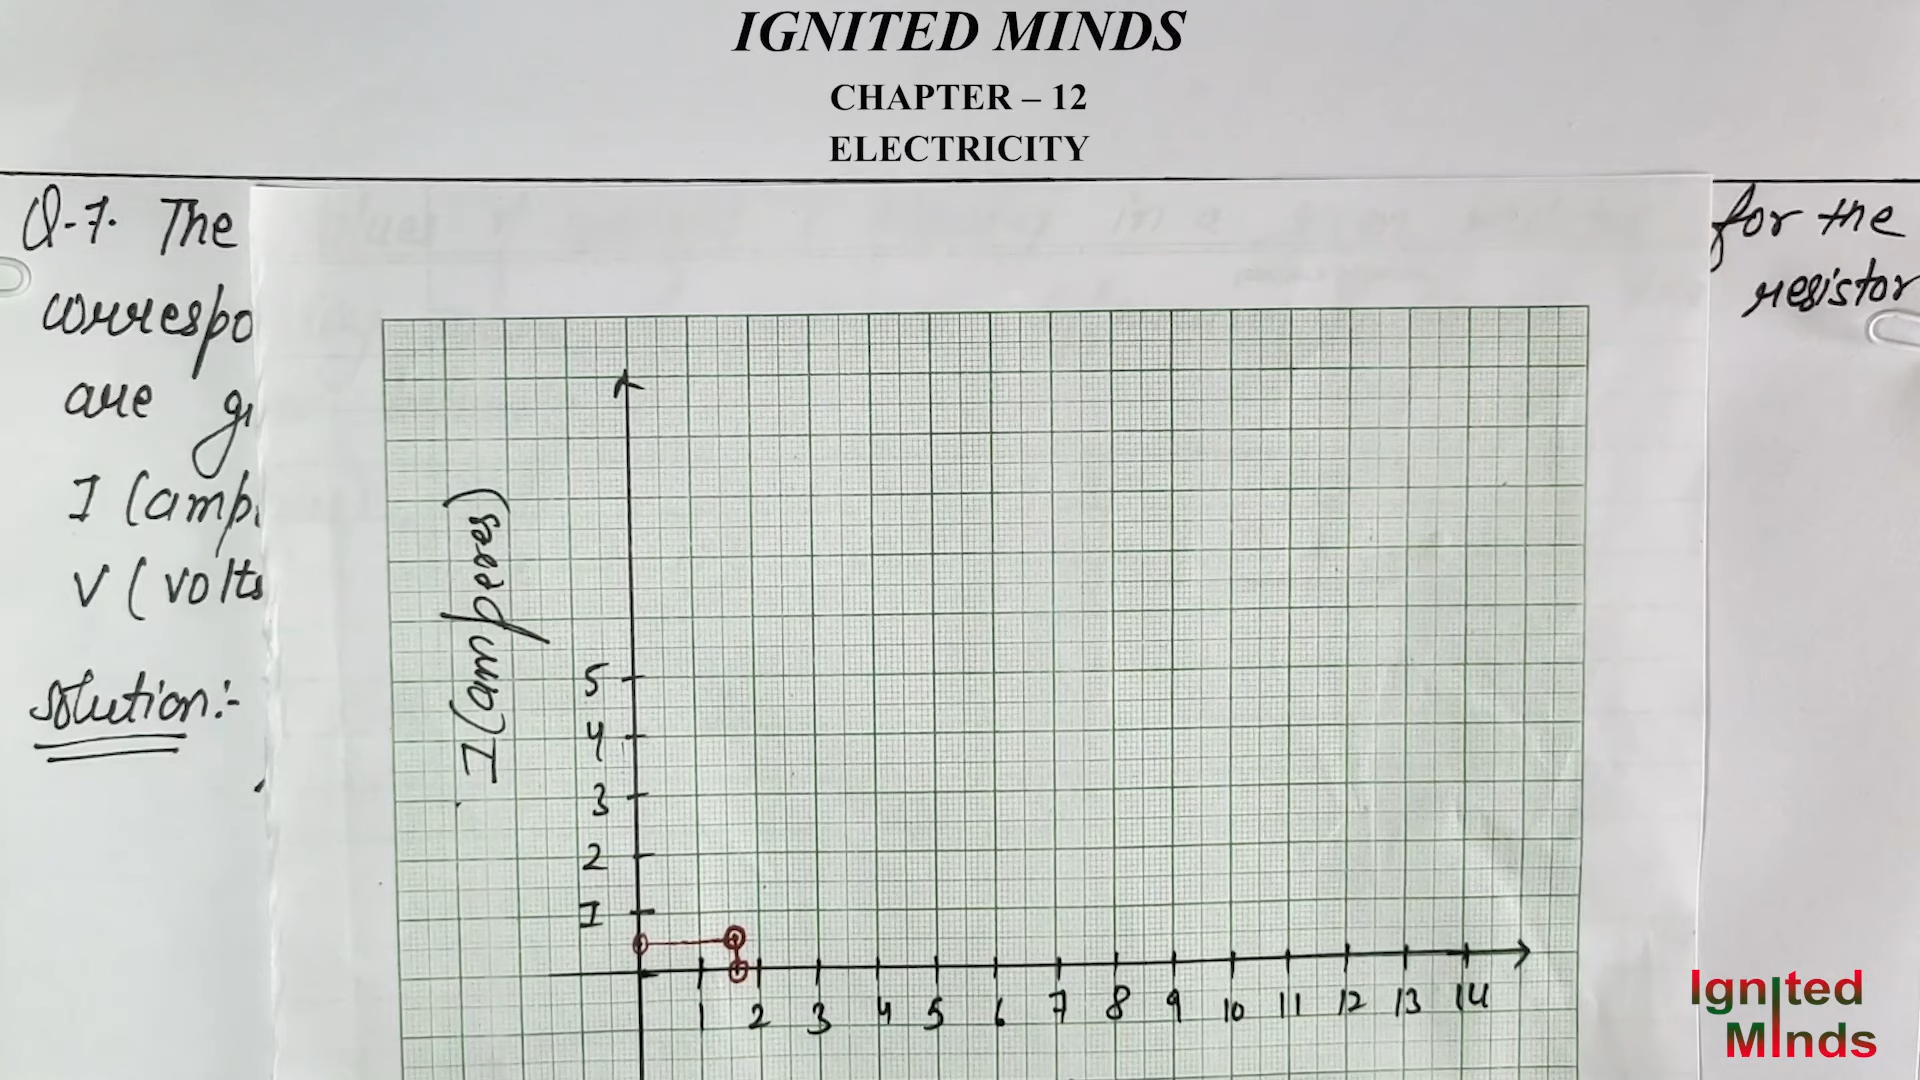 IGNITED MINDS
CHAPTER – 12
ELECTRICITY
Q-7. The for the
correspo resistor
are gi
I (amp.
V (volts
Solution:-
I (amperes)
5
4
3
2
1
1 2 3 4 5 6 7 8 9 10 11 12 13 14
Ignited
Minds